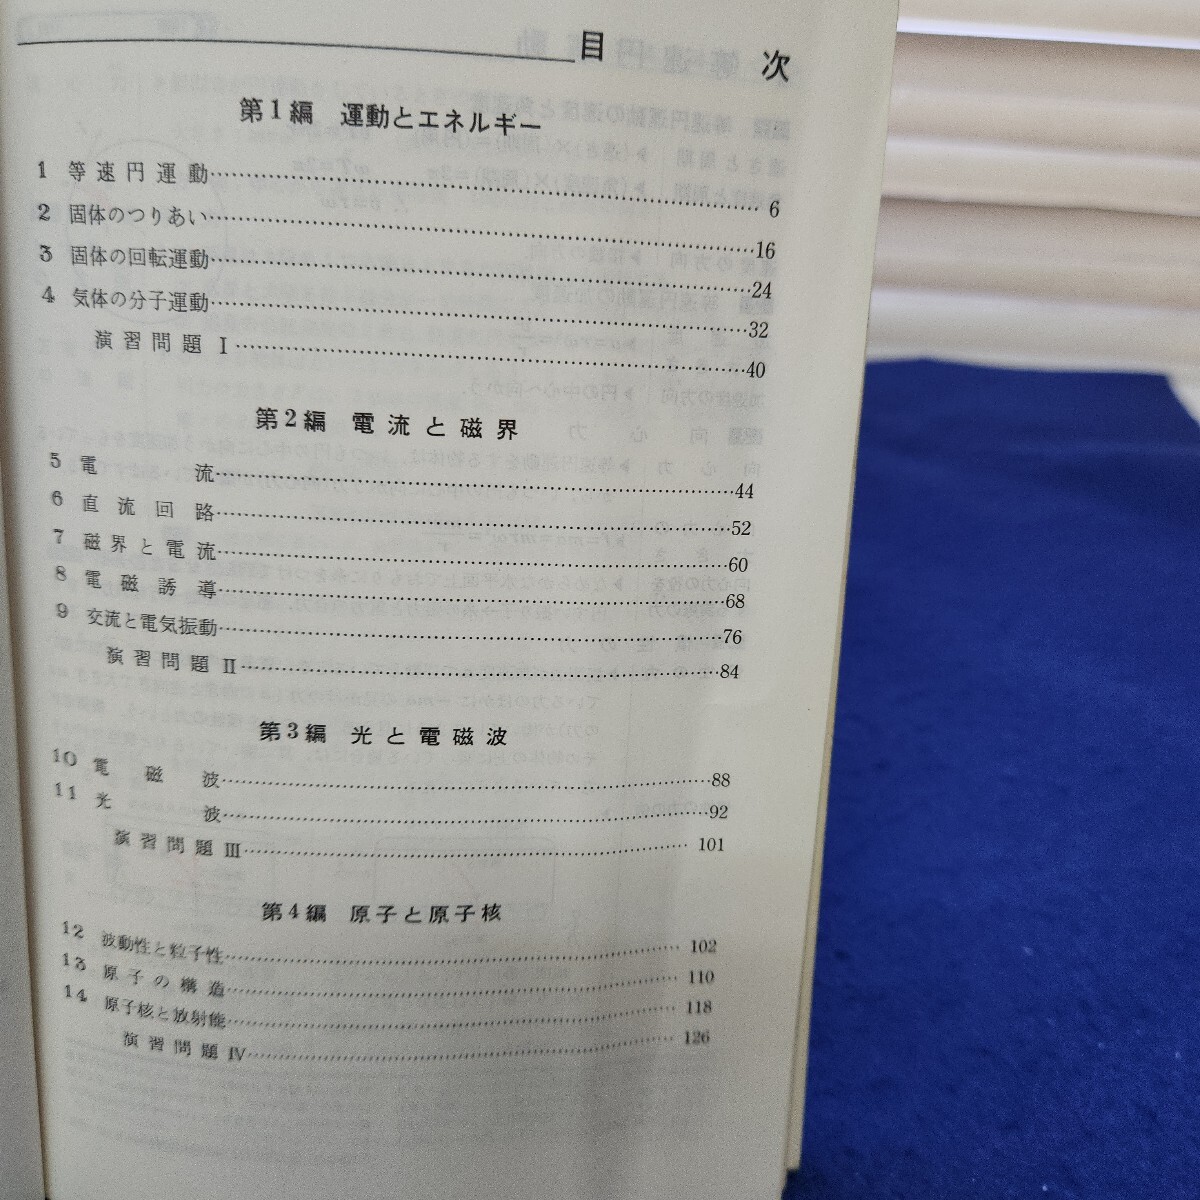 目次
第1編 運動とエネルギー
1 等速円運動……6
2 固体のつりあい……16
3 固体の回転運動……24
4 気体の分子運動……32
演習問題 I……40
第2編 電流と磁界
5 電流……44
6 直流回路……52
7 磁界と電流……60
8 電磁誘導……68
9 交流と電気振動……76
演習問題 II……84
第3編 光と電磁波
10 電磁波……88
11 光波……92
演習問題 III……101
第4編 原子と原子核
12 波動性と粒子性……102
13 原子の構造……110
14 原子核と放射能……118
演習問題 IV……126